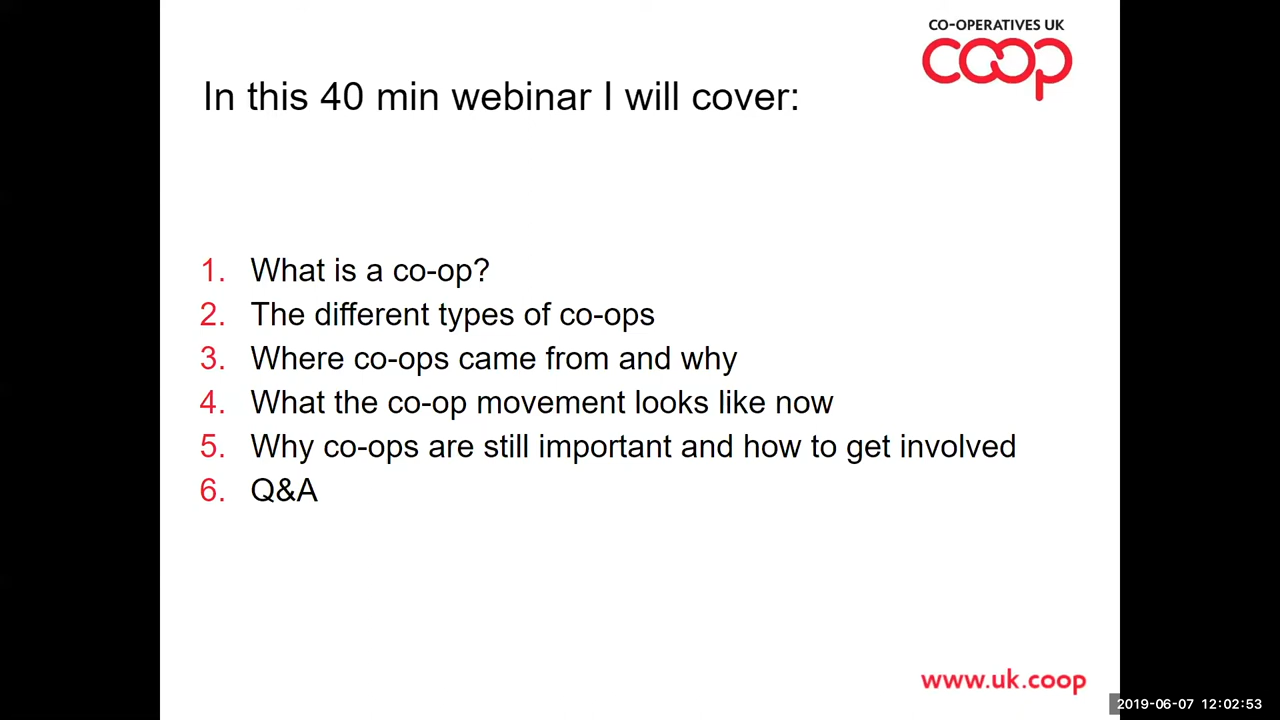 CO-OPERATIVES UK
coop
In this 40 min webinar I will cover:
1. What is a co-op?
2. The different types of co-ops
3. Where co-ops came from and why
4. What the co-op movement looks like now
5. Why co-ops are still important and how to get involved
6. Q&A
www.uk.coop
2019-06-07 12:02:53